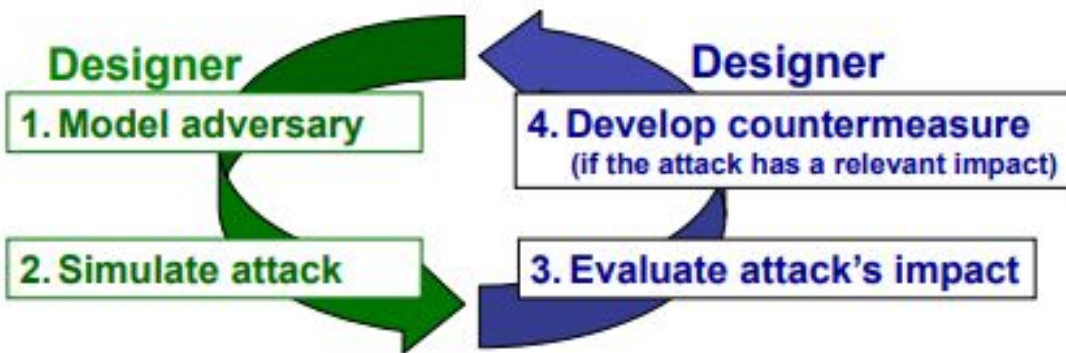 Designer
1. Model adversary
2. Simulate attack
Designer
4. Develop countermeasure
(if the attack has a relevant impact)
3. Evaluate attack's impact